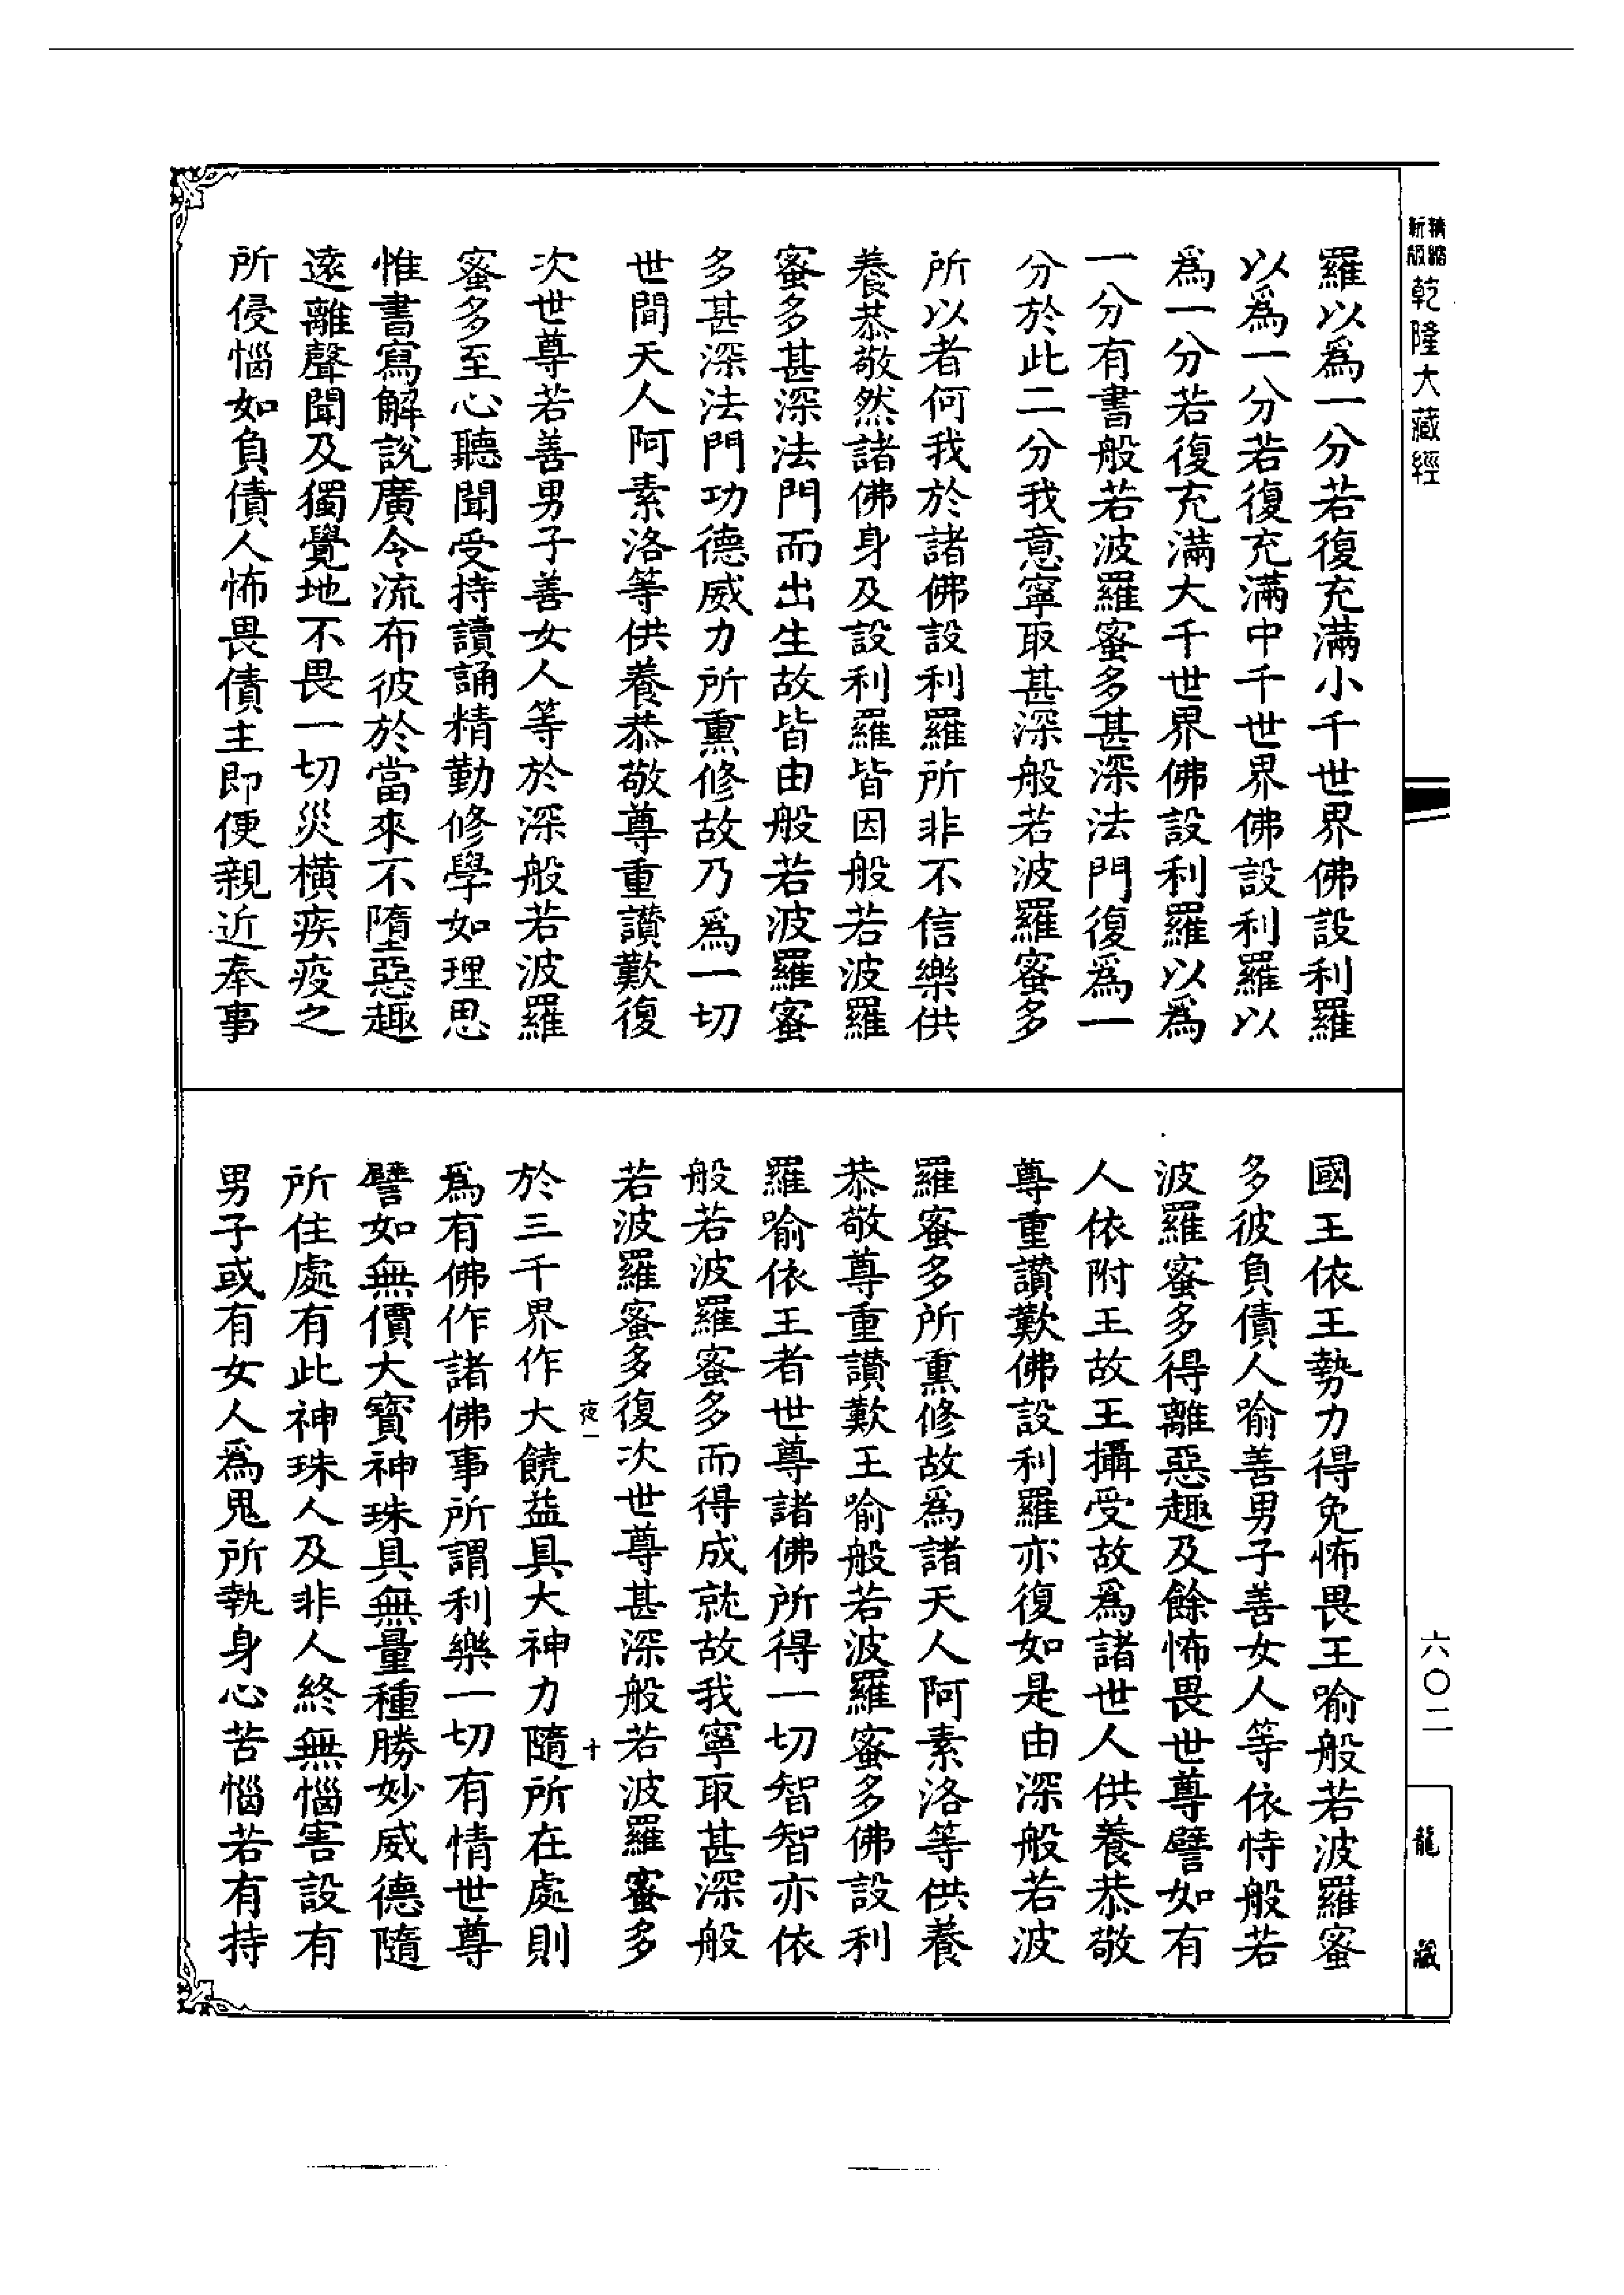 精縮
新版
乾隆大藏經
羅以爲一分若復充滿小千世界佛設利羅
以爲一分若復充滿中千世界佛設利羅以
爲一分若復充滿大千世界佛設利羅以爲
一分有書般若波羅蜜多甚深法門復爲一
分於此二分我意寧取甚深般若波羅蜜多
所以者何我於諸佛設利羅所非不信樂供
養恭敬然諸佛身及設利羅皆因般若波羅
蜜多甚深法門而出生故皆由般若波羅蜜
多甚深法門功德威力所熏修故乃爲一切
世間天人阿素洛等供養恭敬尊重讚歎復
次世尊若善男子善女人等於深般若波羅
蜜多至心聽聞受持讀誦精勤修學如理思
惟書寫解說廣令流布彼於當來不墮惡趣
遠離聲聞及獨覺地不畏一切災橫疾疫之
所侵惱如負債人怖畏債主即便親近奉事
國王依王勢力得免怖畏王喻般若波羅蜜
多彼負債人喻善男子善女人等依恃般若
波羅蜜多得離惡趣及餘怖畏世尊譬如有
人依附王故王攝受故爲諸世人供養恭敬
尊重讚歎佛設利羅亦復如是由深般若波
羅蜜多所熏修故爲諸天人阿素洛等供養
恭敬尊重讚歎王喻般若波羅蜜多佛設利
羅喻依王者世尊諸佛所得一切智智亦依
般若波羅蜜多而得成就故我寧取甚深般
若波羅蜜多復次世尊甚深般若波羅蜜多
夜一
十
於三千界作大饒益具大神力隨所在處則
爲有佛作諸佛事所謂利樂一切有情世尊
譬如無價大寶神珠具無量種勝妙威德隨
所住處有此神珠人及非人終無惱害設有
男子或有女人爲鬼所執身心苦惱若有持
六〇二
龍藏